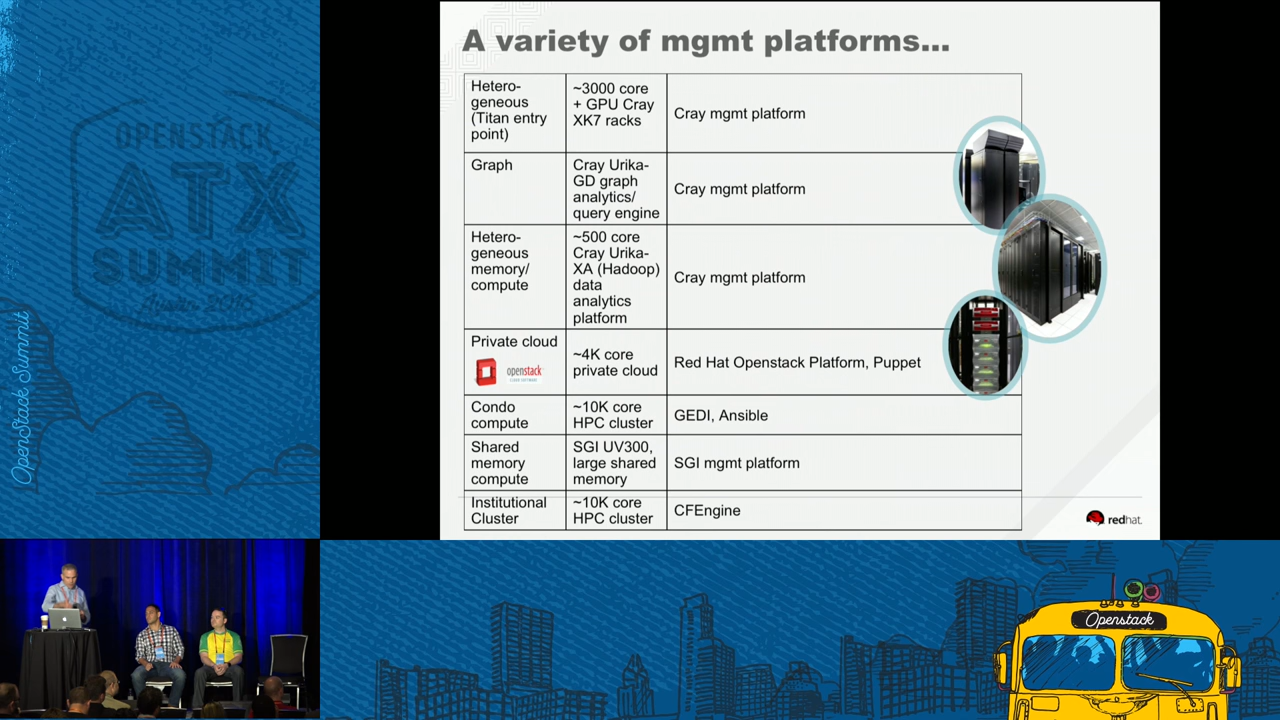 A variety of mgmt platforms...
Hetero-
geneous
(Titan entry
point)
~3000 core
+ GPU Cray
XK7 racks
Cray mgmt platform
Graph
Cray Urika-
GD graph
analytics/
query engine
Cray mgmt platform
Hetero-
geneous
memory/
compute
~500 core
Cray Urika-
XA (Hadoop)
data
analytics
platform
Cray mgmt platform
Private cloud
openstack
CLOUD SOFTWARE
~4K core
private cloud
Red Hat Openstack Platform, Puppet
Condo
compute
~10K core
HPC cluster
GEDI, Ansible
Shared
memory
compute
SGI UV300,
large shared
memory
SGI mgmt platform
Institutional
Cluster
~10K core
HPC cluster
CFEngine
redhat.
OPENSTACK
ATX
SUMMIT
OpenStack Summit
Openstack